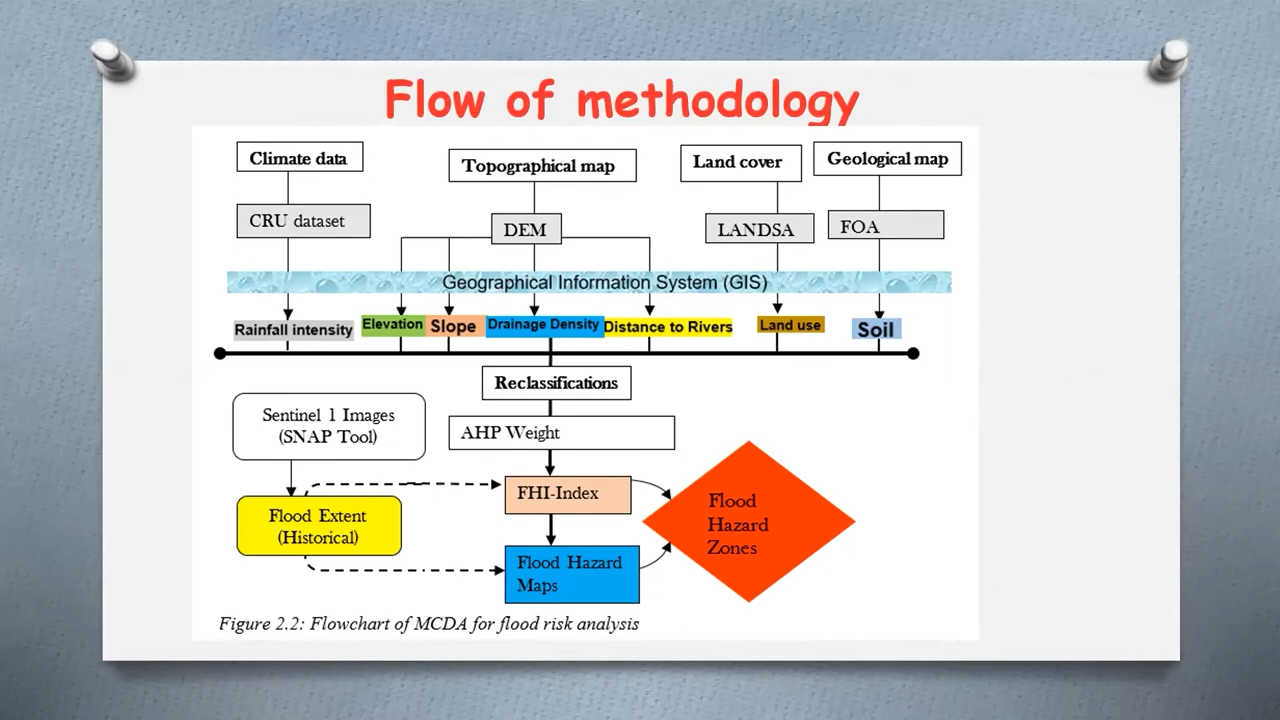 Flow of methodology
Climate data
Topographical map
Land cover
Geological map
CRU dataset
DEM
LANDSA
FOA
Geographical Information System (GIS)
Rainfall intensity
Elevation
Slope
Drainage Density
Distance to Rivers
Land use
Soil
Reclassifications
Sentinel 1 Images
(SNAP Tool)
AHP Weight
FHI-Index
Flood Extent
(Historical)
Flood
Hazard
Zones
Flood Hazard
Maps
Figure 2.2: Flowchart of MCDA for flood risk analysis